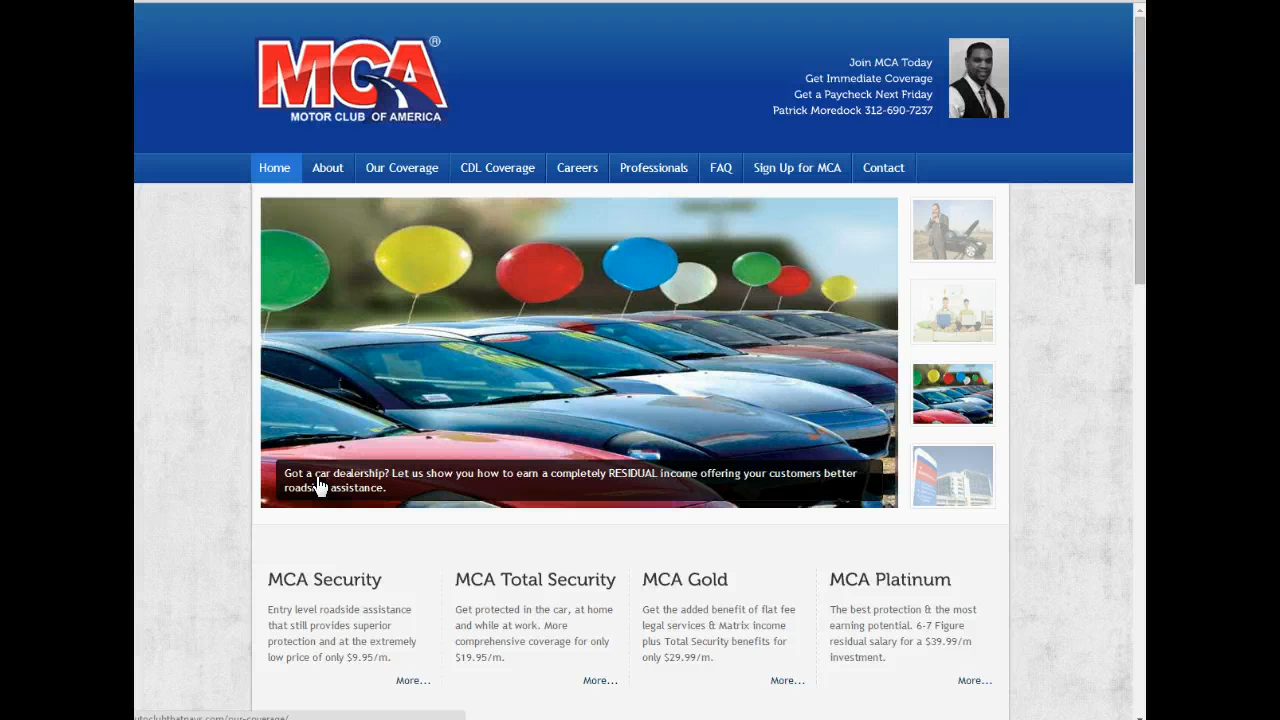 MCA®
MOTOR CLUB OF AMERICA
Join MCA Today
Get Immediate Coverage
Get a Paycheck Next Friday
Patrick Moredock 312-690-7237
Home About Our Coverage CDL Coverage Careers Professionals FAQ Sign Up for MCA Contact
Got a car dealership? Let us show you how to earn a completely RESIDUAL income offering your customers better
roadside assistance.
MCA Security
Entry level roadside assistance
that still provides superior
protection and at the extremely
low price of only $9.95/m.
More...
MCA Total Security
Get protected in the car, at home
and while at work. More
comprehensive coverage for only
$19.95/m.
More...
MCA Gold
Get the added benefit of flat fee
legal services & Matrix income
plus Total Security benefits for
only $29.99/m.
More...
MCA Platinum
The best protection & the most
earning potential. 6-7 Figure
residual salary for a $39.99/m
investment.
More...
utoclubthatpays.com/our-coverage/